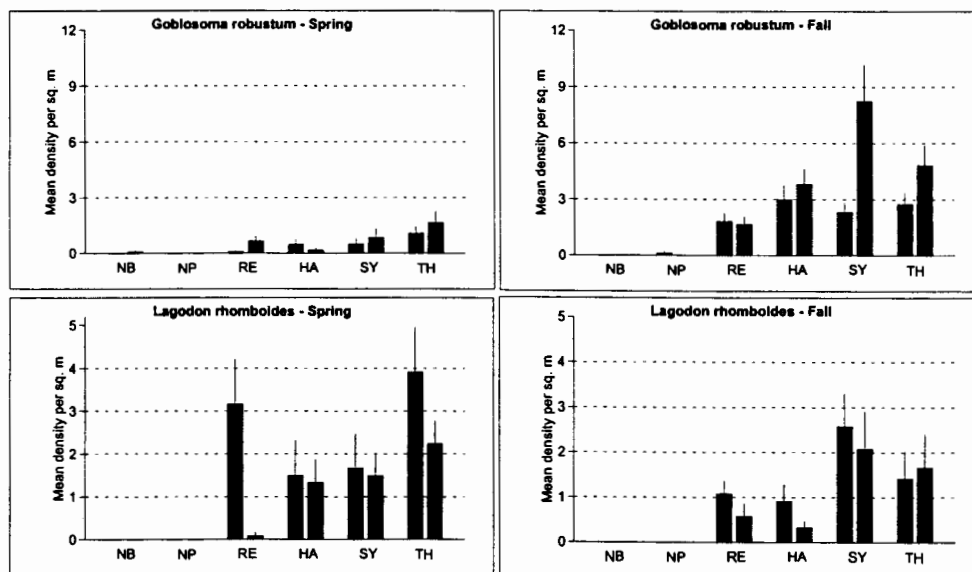 Goblosoma robustum - Spring
Mean density per sq. m
12
9
6
3
0
NB NP RE HA SY TH
Goblosoma robustum - Fall
Mean density per sq. m
12
9
6
3
0
NB NP RE HA SY TH
Lagodon rhomboides - Spring
Mean density per sq. m
5
4
3
2
1
0
NB NP RE HA SY TH
Lagodon rhomboides - Fall
Mean density per sq. m
5
4
3
2
1
0
NB NP RE HA SY TH